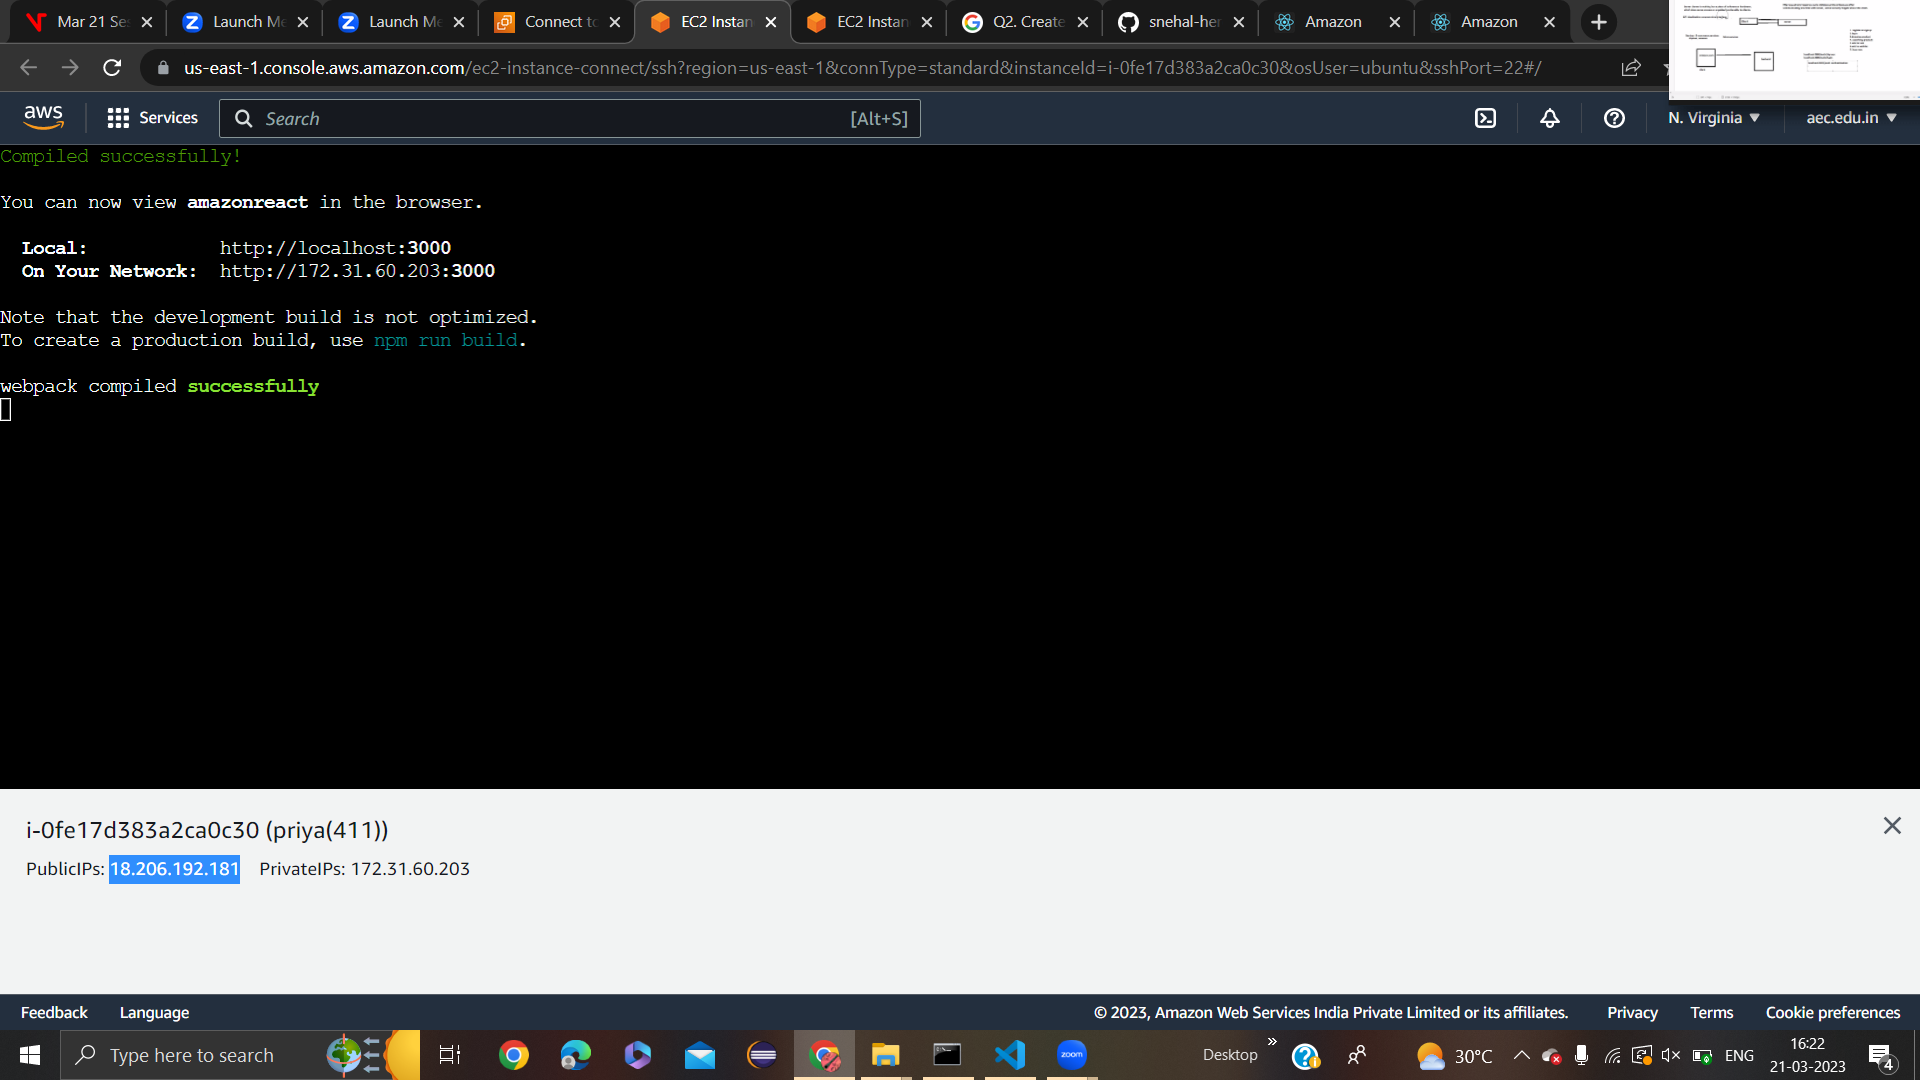 Mar 21 Se
Launch Me
Launch Me
Connect to
EC2 Instan
EC2 Instan
Q2. Create
snehal-her
Amazon
Amazon
us-east-1.console.aws.amazon.com/ec2-instance-connect/ssh?region=us-east-1&connType=standard&instanceId=i-0fe17d383a2ca0c30&osUser=ubuntu&sshPort=22#/
aws
Services
Search
[Alt+S]
N. Virginia
aec.edu.in
Compiled successfully!
You can now view amazonreact in the browser.
Local: http://localhost:3000
On Your Network: http://172.31.60.203:3000
Note that the development build is not optimized.
To create a production build, use npm run build.
webpack compiled successfully
i-0fe17d383a2ca0c30 (priya(411))
PublicIPs: 18.206.192.181 PrivateIPs: 172.31.60.203
Feedback
Language
© 2023, Amazon Web Services India Private Limited or its affiliates.
Privacy
Terms
Cookie preferences
Type here to search
zoom
Desktop
30°C
ENG
16:22
21-03-2023
4